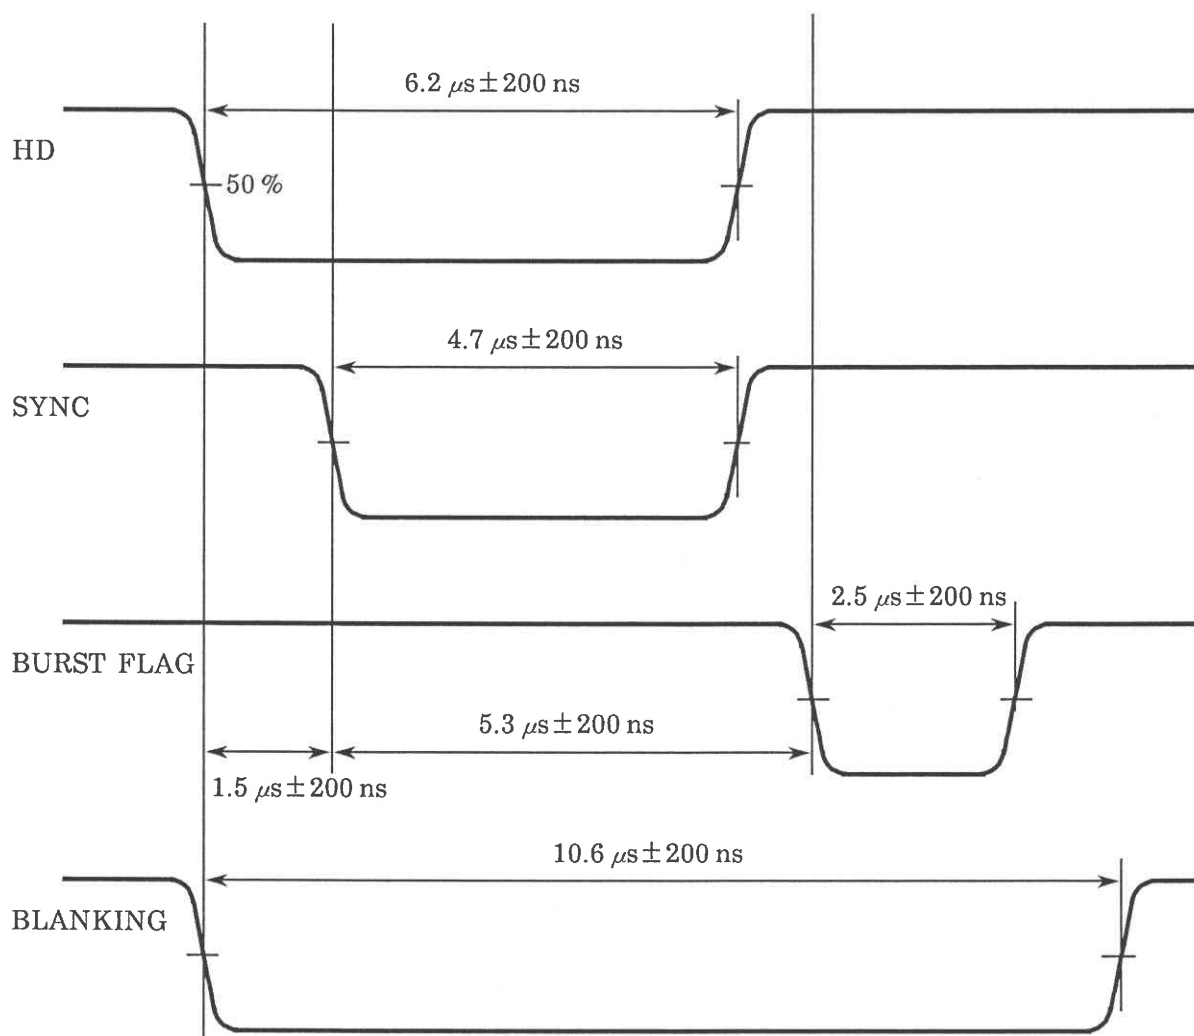 6.2 μs±200 ns
HD
50 %
4.7 μs±200 ns
SYNC
2.5 μs±200 ns
BURST FLAG
5.3 μs±200 ns
1.5 μs±200 ns
10.6 μs±200 ns
BLANKING